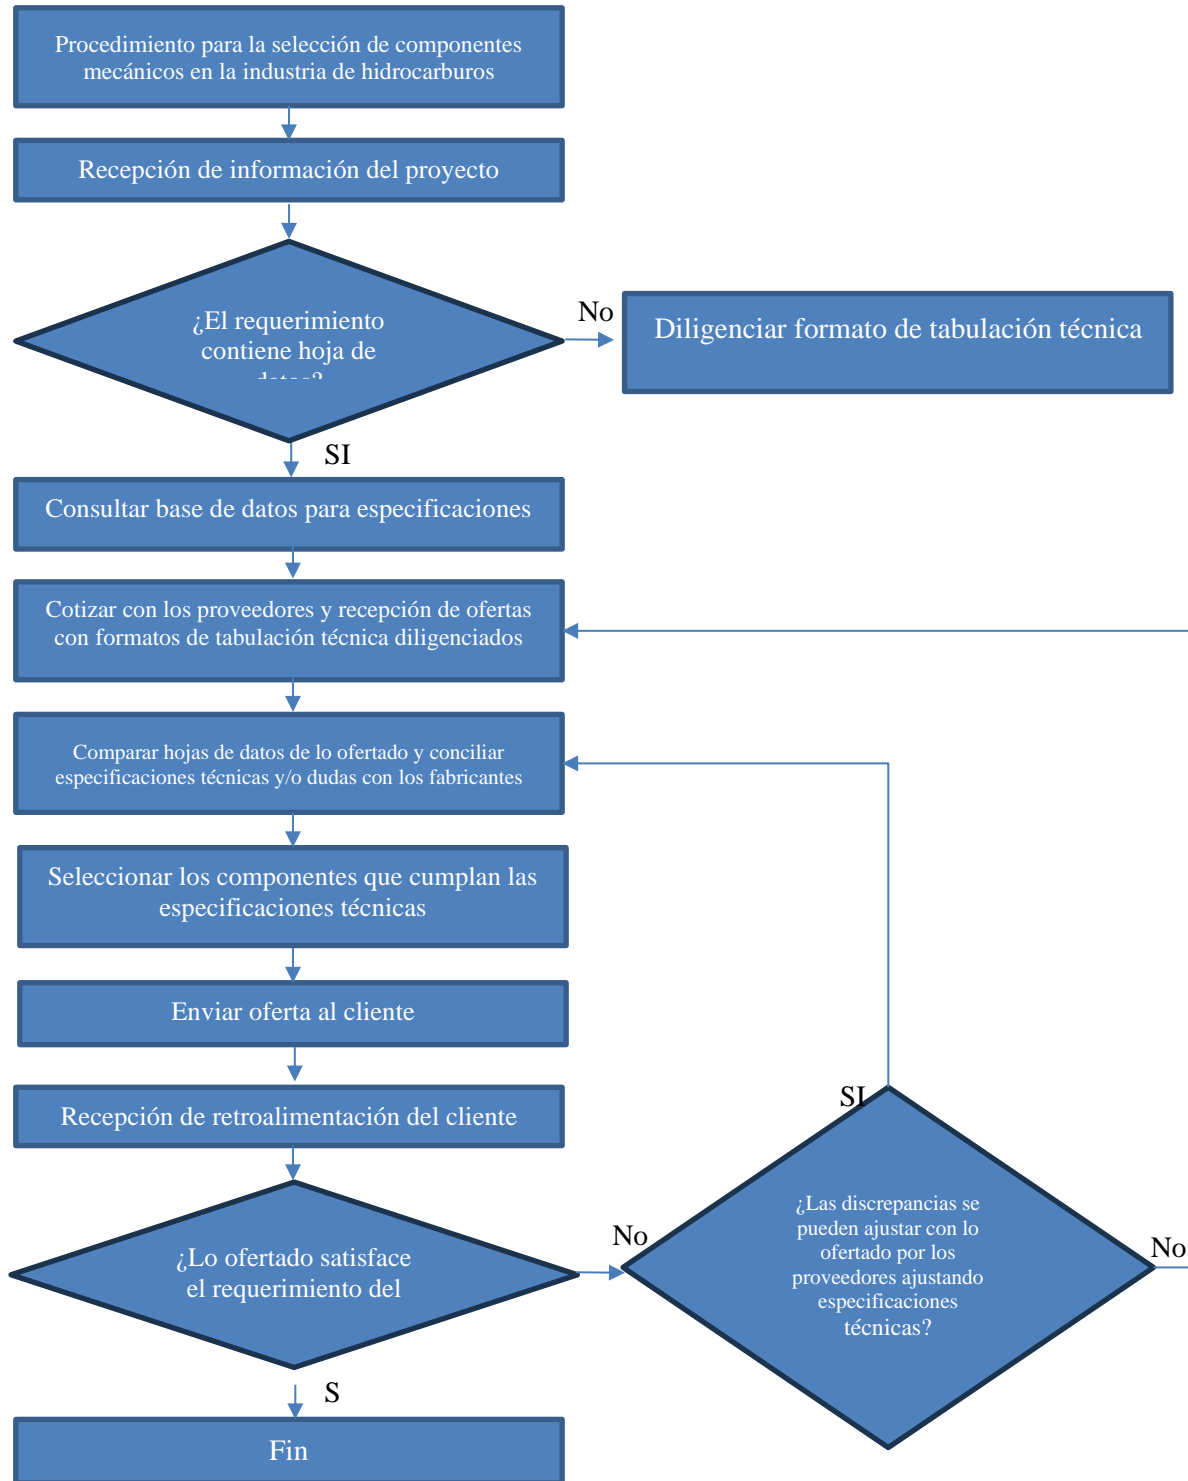 Procedimiento para la selección de componentes
mecánicos en la industria de hidrocarburos
Recepción de información del proyecto
¿El requerimiento
contiene hoja de
No
Diligenciar formato de tabulación técnica
SI
Consultar base de datos para especificaciones
Cotizar con los proveedores y recepción de ofertas
con formatos de tabulación técnica diligenciados
Comparar hojas de datos de lo ofertado y conciliar
especificaciones técnicas y/o dudas con los fabricantes
Seleccionar los componentes que cumplan las
especificaciones técnicas
Enviar oferta al cliente
Recepción de retroalimentación del cliente
SI
¿Lo ofertado satisface
el requerimiento del
No
¿Las discrepancias se
pueden ajustar con lo
ofertado por los
proveedores ajustando
especificaciones
técnicas?
No
S
Fin